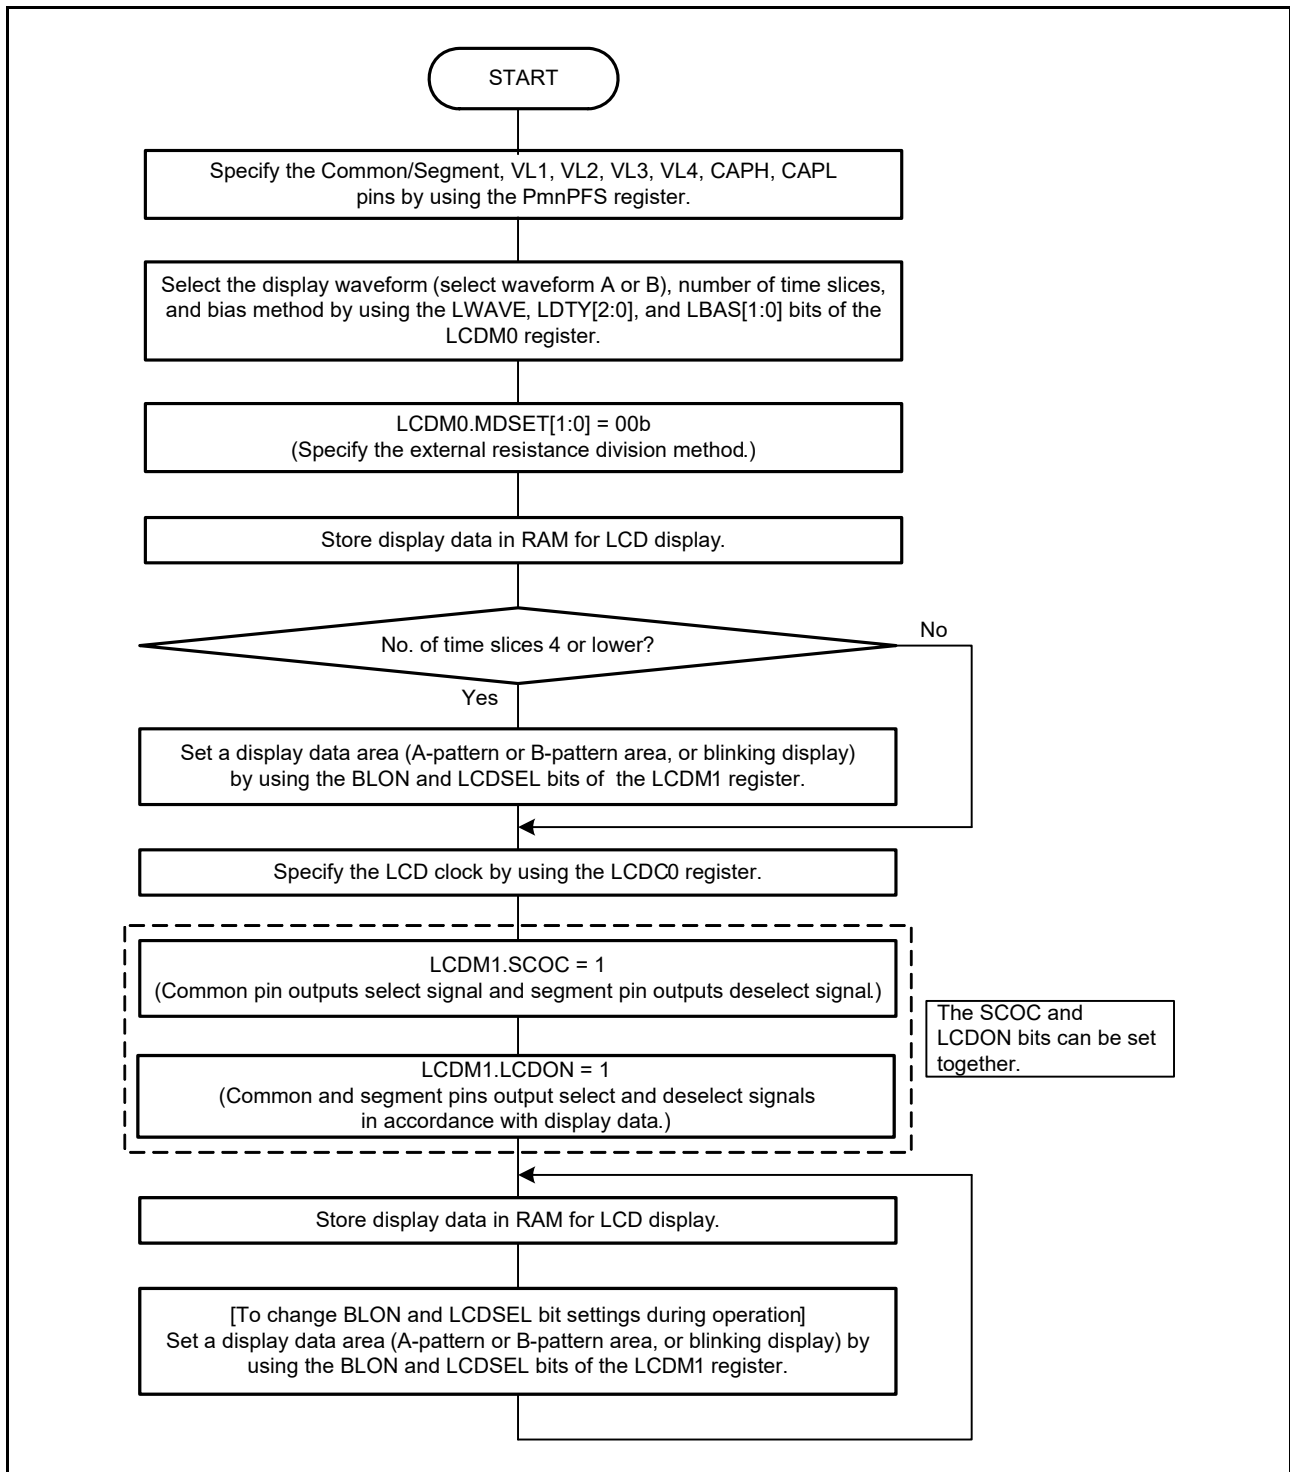 START
Specify the Common/Segment, VL1, VL2, VL3, VL4, CAPH, CAPL
pins by using the PmnPFS register.
Select the display waveform (select waveform A or B), number of time slices,
and bias method by using the LWAVE, LDTY[2:0], and LBAS[1:0] bits of the
LCDM0 register.
LCDM0.MDSET[1:0] = 00b
(Specify the external resistance division method.)
Store display data in RAM for LCD display.
No. of time slices 4 or lower?
No
Yes
Set a display data area (A-pattern or B-pattern area, or blinking display)
by using the BLON and LCDSEL bits of the LCDM1 register.
Specify the LCD clock by using the LCDC0 register.
LCDM1.SCOC = 1
(Common pin outputs select signal and segment pin outputs deselect signal.)
The SCOC and
LCDON bits can be set
together.
LCDM1.LCDON = 1
(Common and segment pins output select and deselect signals
in accordance with display data.)
Store display data in RAM for LCD display.
[To change BLON and LCDSEL bit settings during operation]
Set a display data area (A-pattern or B-pattern area, or blinking display) by
using the BLON and LCDSEL bits of the LCDM1 register.